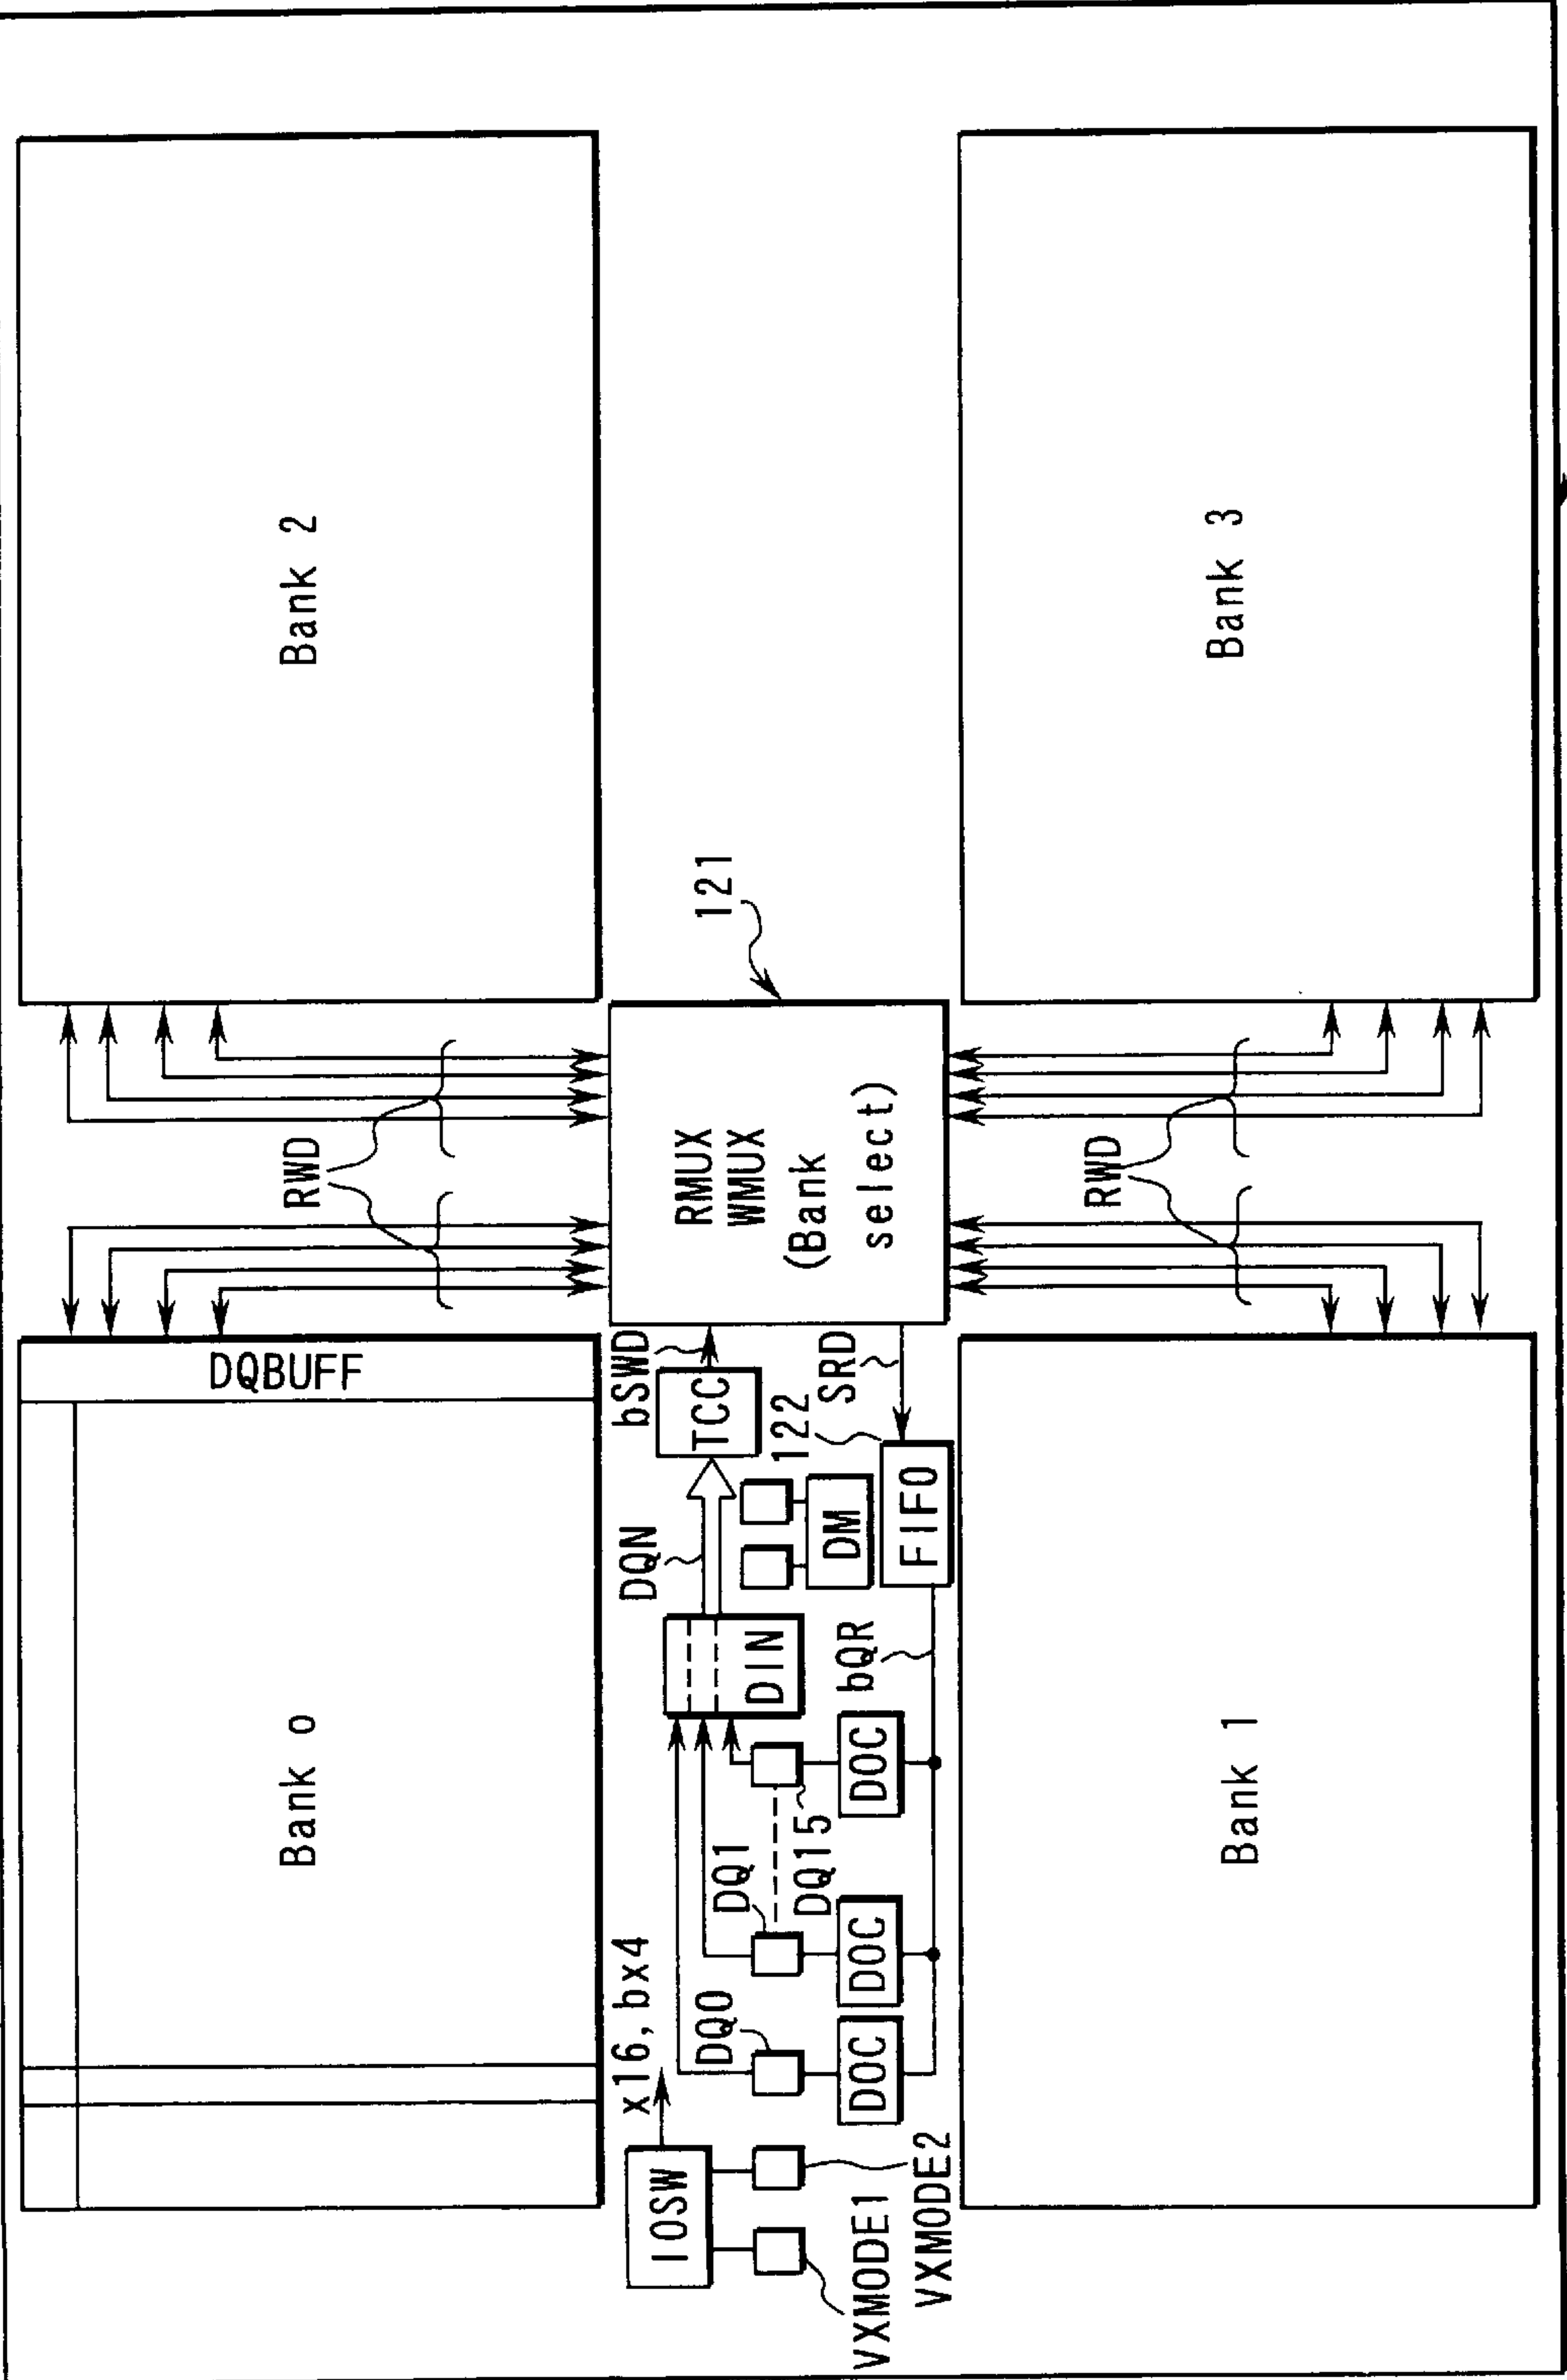 Bank 0
DQBUFF
Bank 2
RWD
IOSW
x16, bx4
VXMODE1
VXMODE2
DQ0
DQ1
DQ15
DOC
DOC
DOC
DIN
DQN
bQR
TCC
bSWD
DM
122
FIFO
SRD
RMUX
WMUX
(Bank
select)
121
RWD
Bank 1
Bank 3